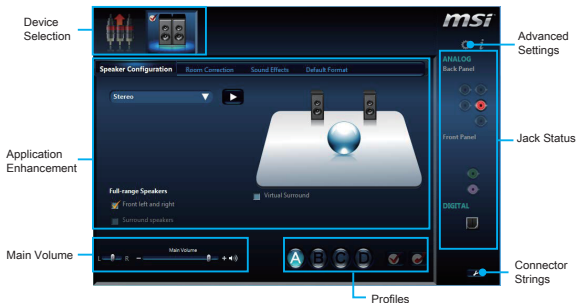 Device
Selection
msi
Advanced
Settings
i
ANALOG
Back Panel
Speaker Configuration
Room Correction
Sound Effects
Default Format
Stereo
Front Panel
Jack Status
Application
Enhancement
Full-range Speakers
Front left and right
Surround speakers
Virtual Surround
DIGITAL
Main Volume
Main Volume
L
R
-
+
A
B
C
D
Connector
Strings
Profiles